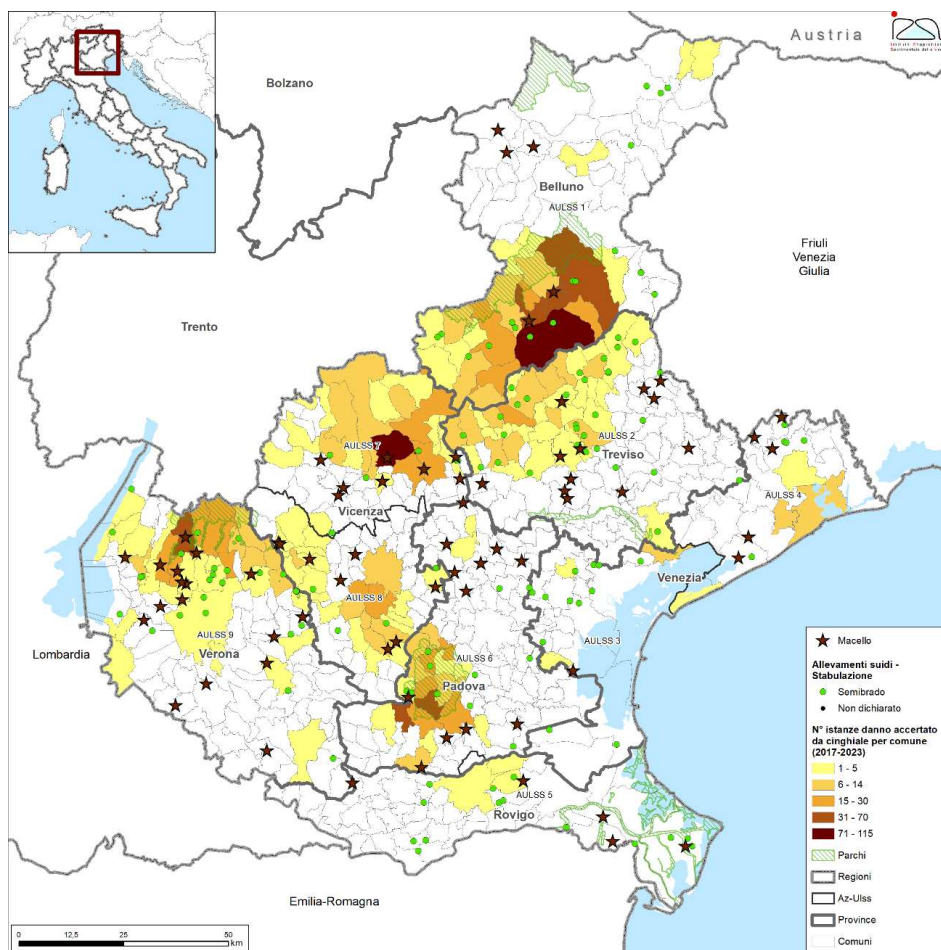 Austria
Bolzano
Belluno
AULSS 1
Friuli
Venezia
Giulia
Trento
AULSS 7
AULSS 2
Treviso
AULSS 4
Vicenza
Venezia
AULSS 8
AULSS 3
AULSS 9
Verona
Lombardia
AULSS 6
Padova
AULSS 5
Rovigo
Emilia-Romagna
Macello
Allevamenti suidi -
Stabulazione
Semibrado
Non dichiarato
N° istanze danno accertato
da cinghiale per comune
(2017-2023)
1 - 5
6 - 14
15 - 30
31 - 70
71 - 115
Parchi
Regioni
Az-Ulss
Province
Comuni
0 12,5 25 50
km